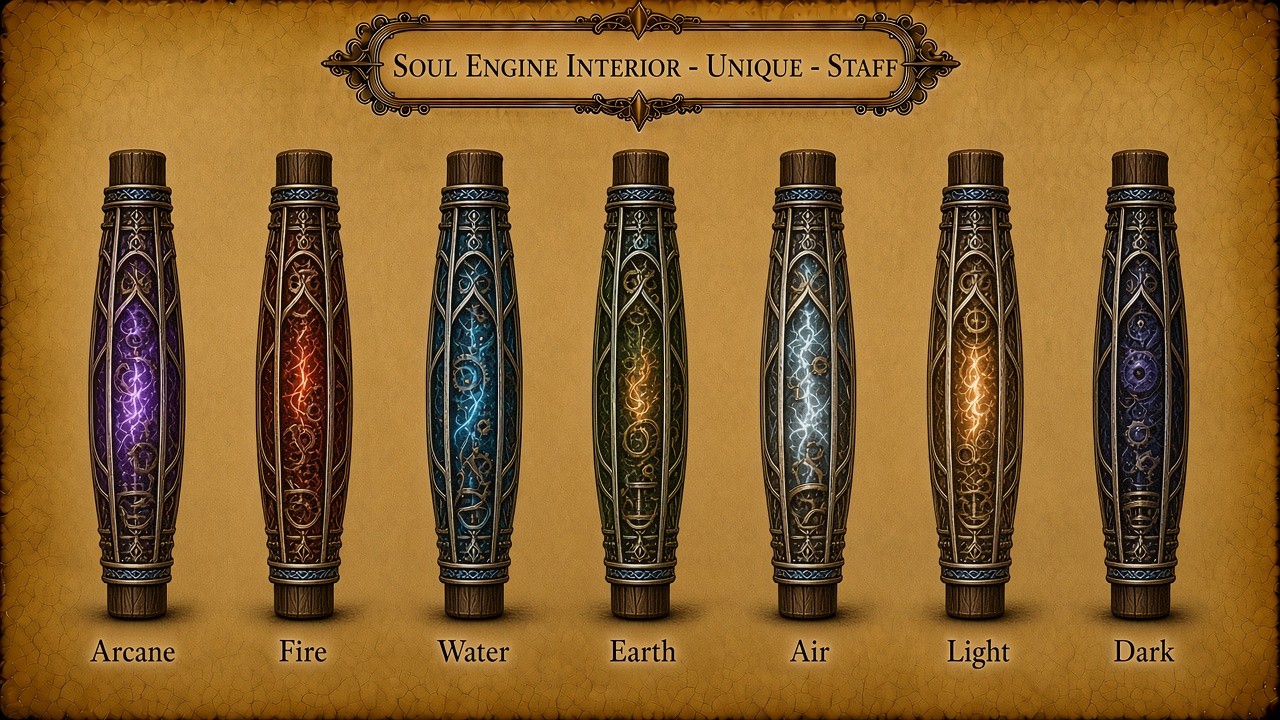 Soul Engine Interior - Unique - Staff
Arcane
Fire
Water
Earth
Air
Light
Dark